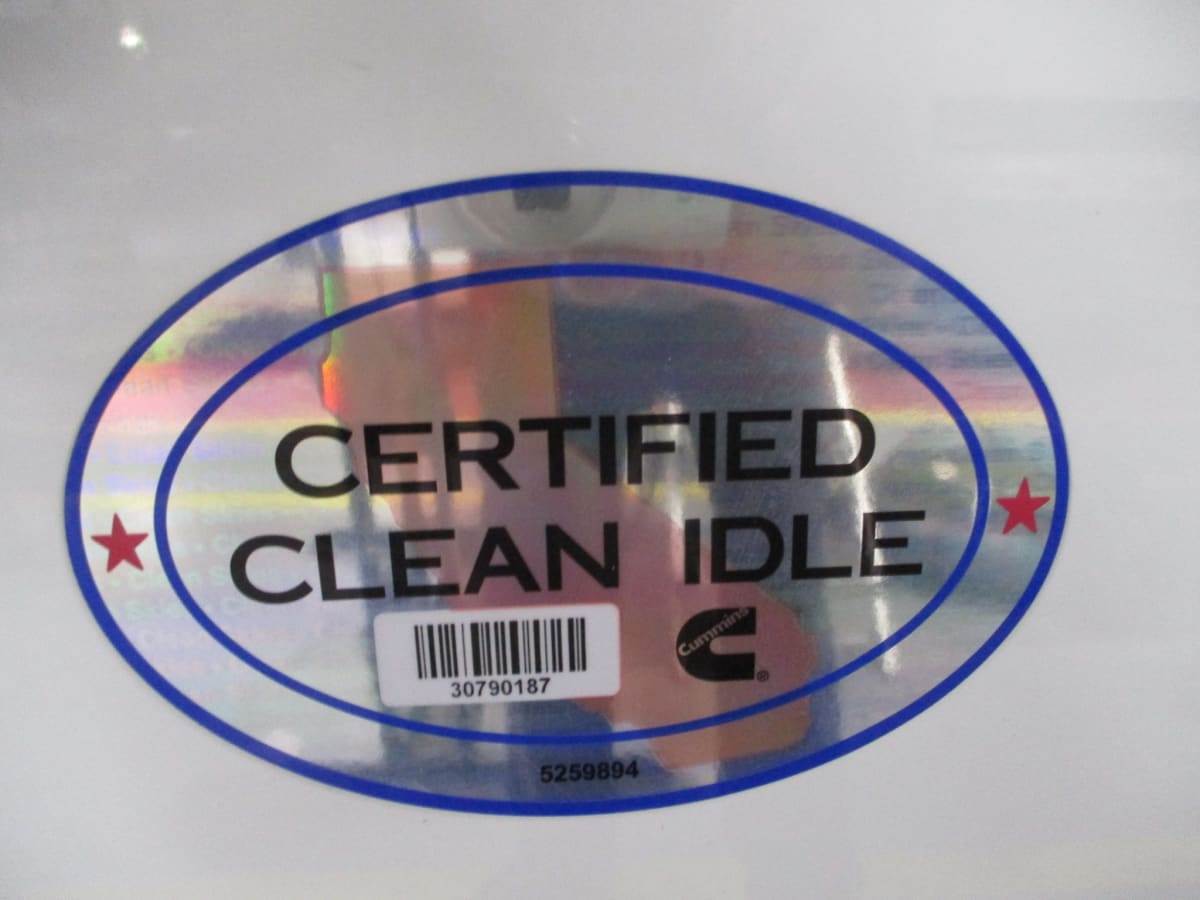 CERTIFIED
CLEAN IDLE
Cummins
®
30790187
5259894